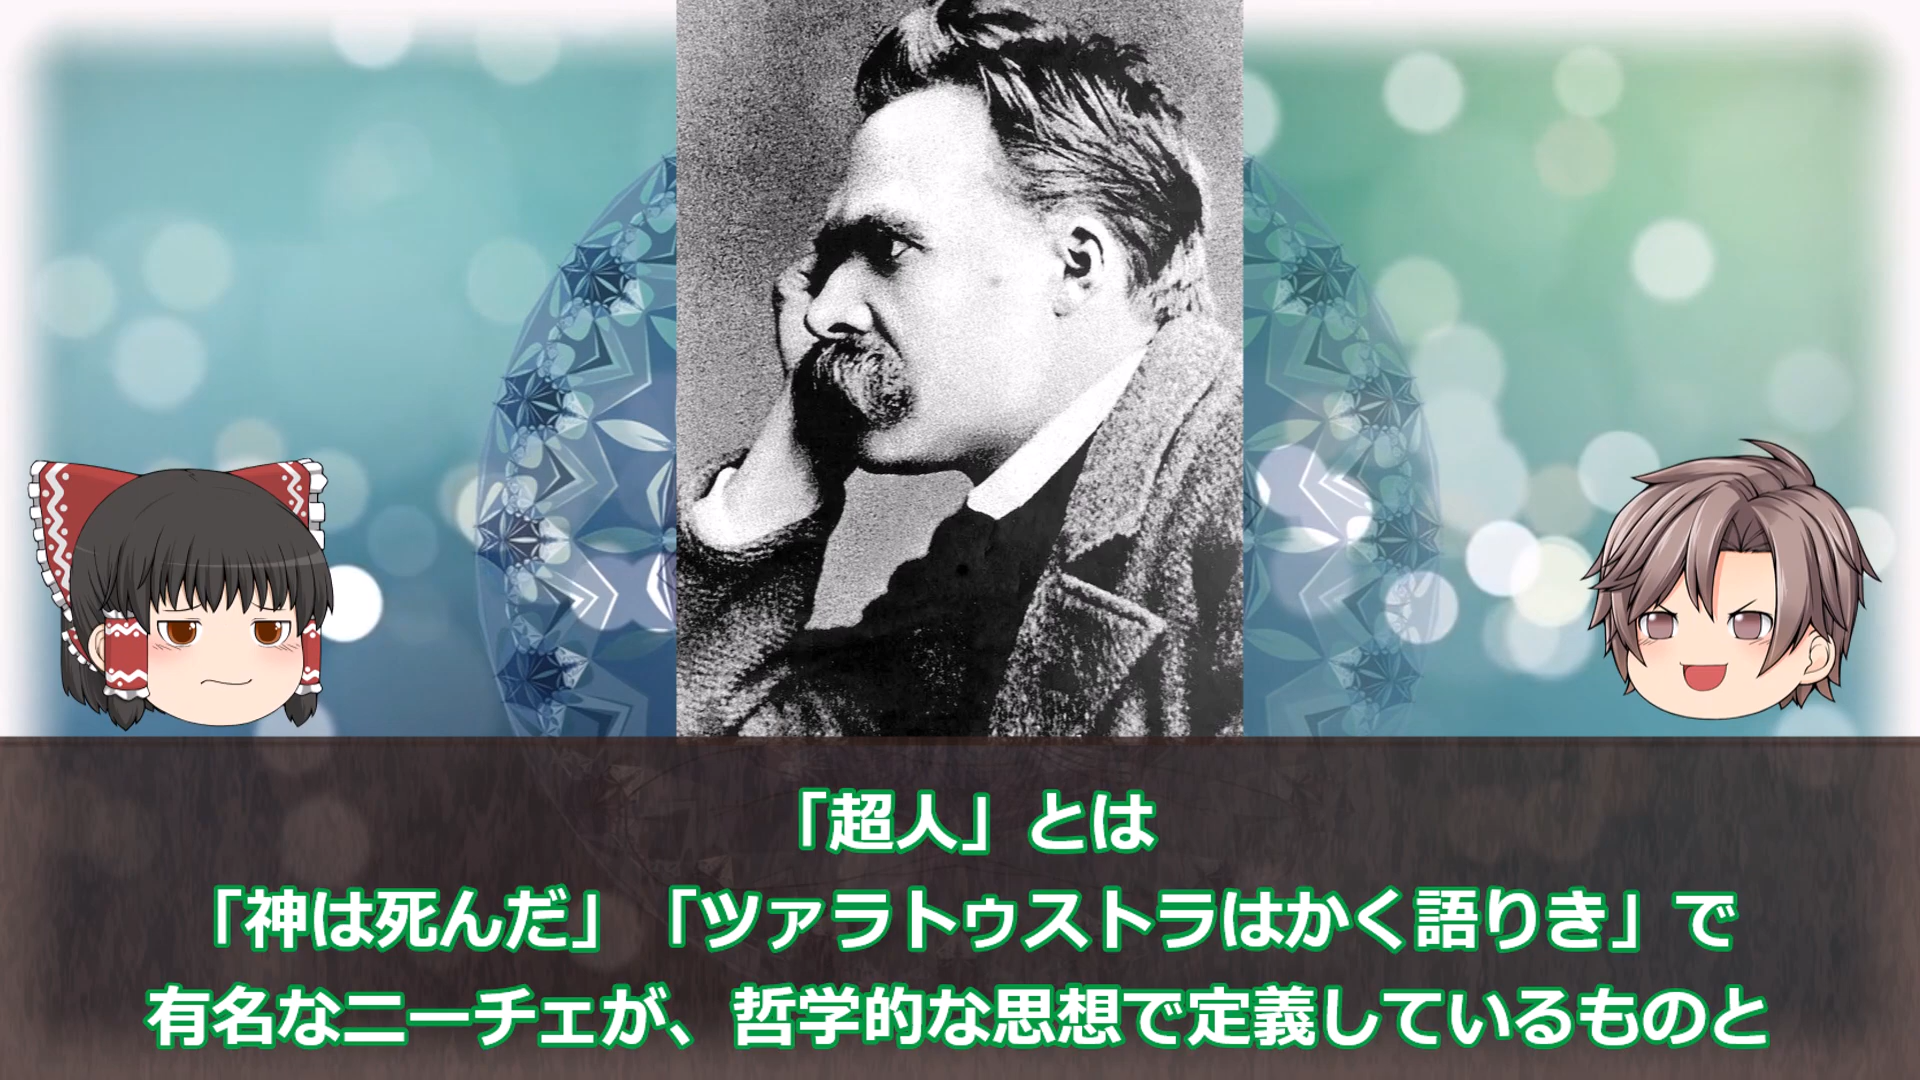 「超人」とは
「神は死んだ」「ツァラトゥストラはかく語りき」で
有名なニーチェが、哲学的な思想で定義しているものと